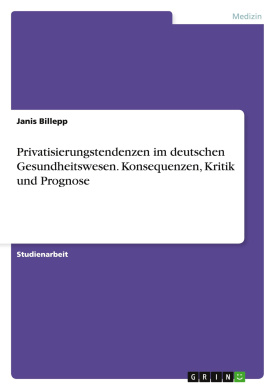 Medizin
Janis Billepp
Privatisierungstendenzen im deutschen
Gesundheitswesen. Konsequenzen, Kritik
und Prognose
Studienarbeit
GRIN